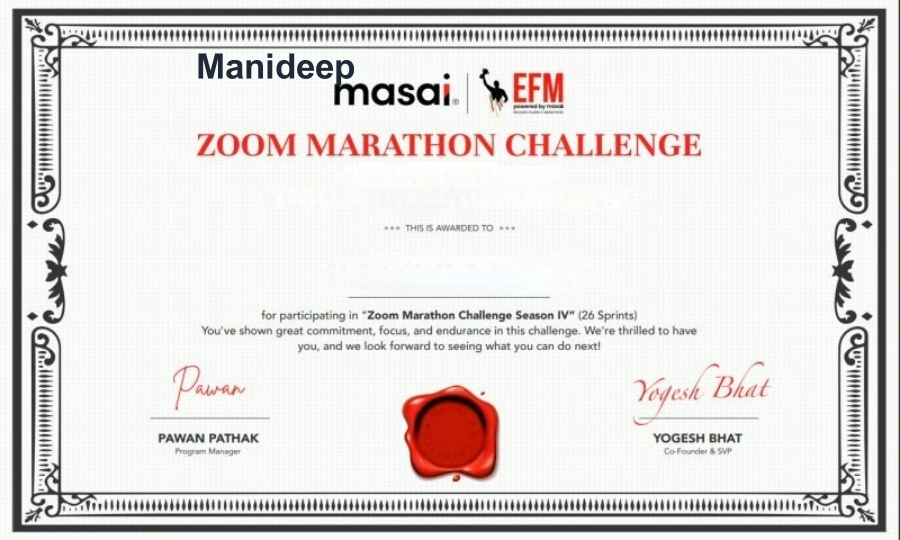 Manideep
masai®
EFM
powered by masai
ZOOM MARATHON CHALLENGE
THIS IS AWARDED TO
for participating in "Zoom Marathon Challenge Season IV" (26 Sprints)
You've shown great commitment, focus, and endurance in this challenge. We're thrilled to have
you, and we look forward to seeing what you can do next!
Pawan
Yogesh Bhat
PAWAN PATHAK
YOGESH BHAT
Program Manager
Co-Founder & SVP